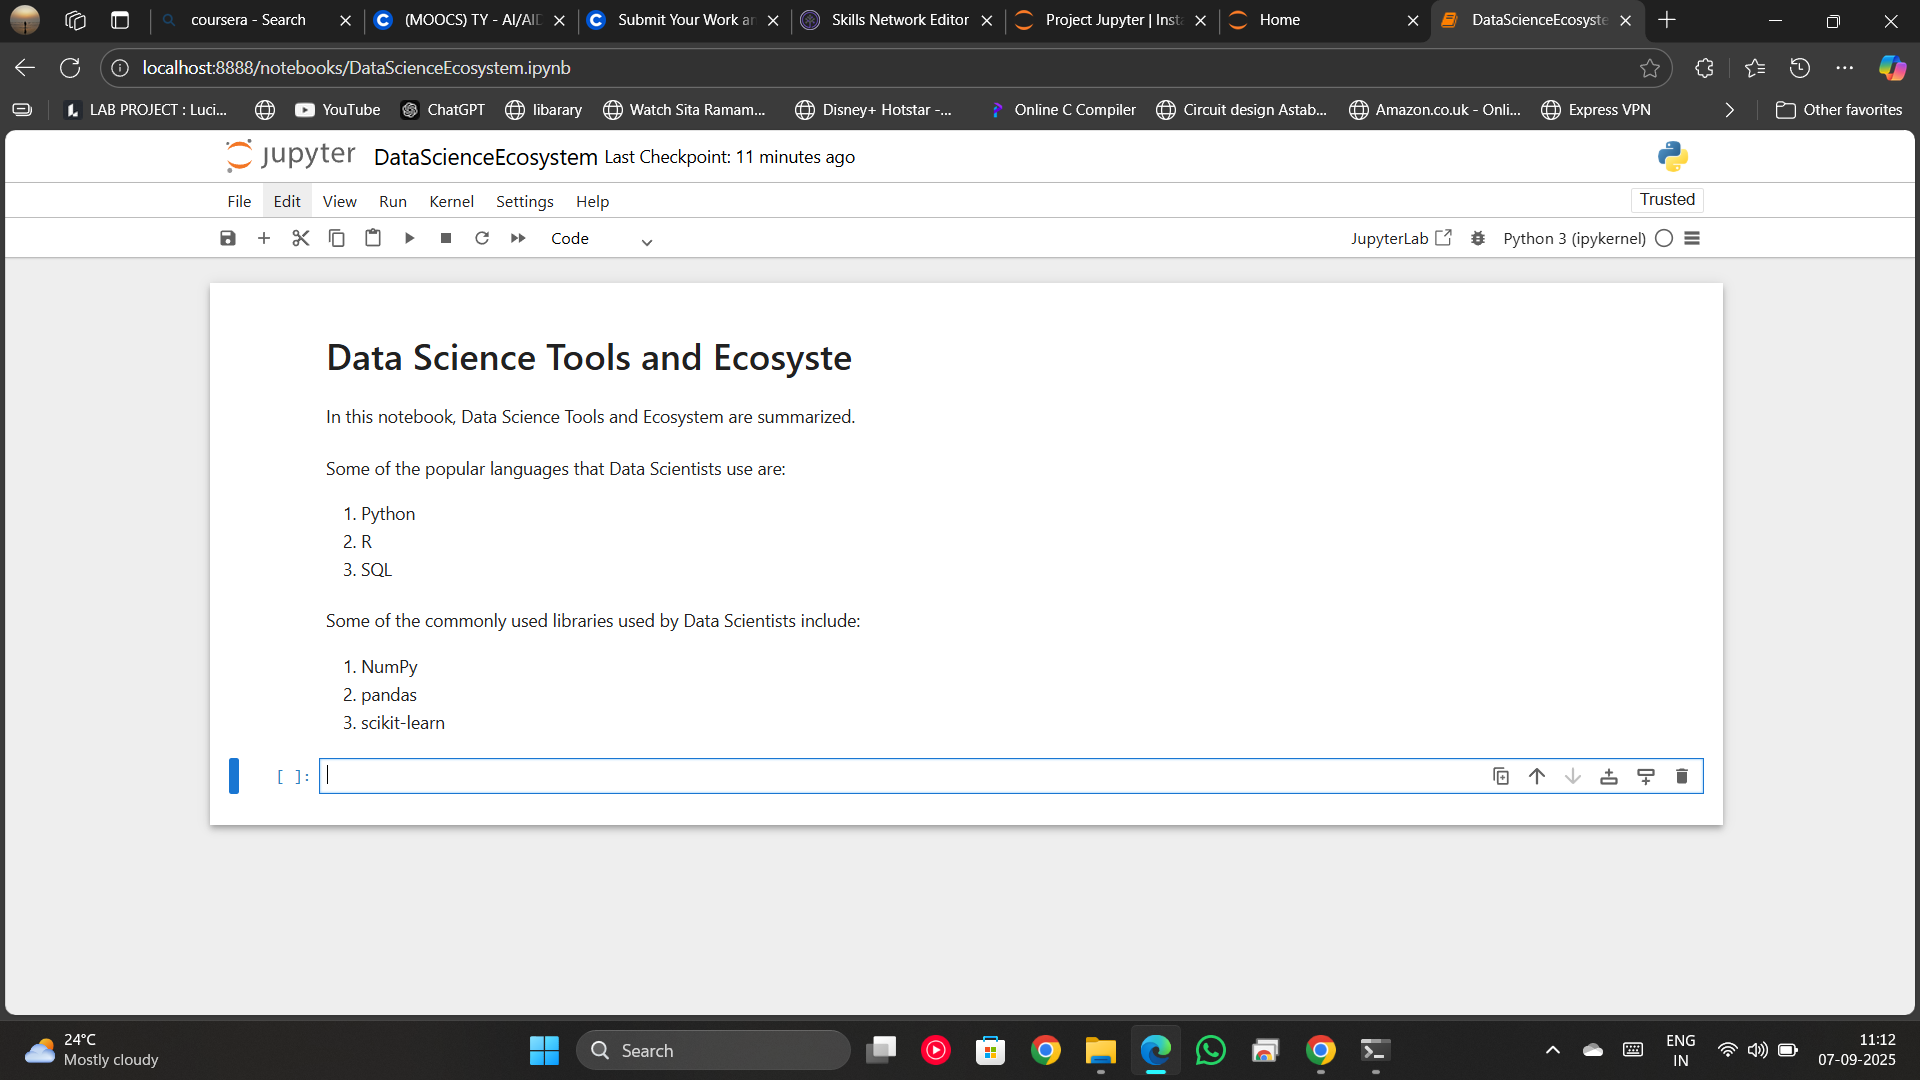 coursera - Search
(MOOCS) TY - AI/AID
Submit Your Work an
Skills Network Editor
Project Jupyter | Insta
Home
DataScienceEcosyste
localhost:8888/notebooks/DataScienceEcosystem.ipynb
LAB PROJECT : Luci...
YouTube
ChatGPT
libarary
Watch Sita Ramam...
Disney+ Hotstar -...
Online C Compiler
Circuit design Astab...
Amazon.co.uk - Onli...
Express VPN
Other favorites
jupyter DataScienceEcosystem Last Checkpoint: 11 minutes ago
File Edit View Run Kernel Settings Help
Trusted
Code
JupyterLab
Python 3 (ipykernel)
Data Science Tools and Ecosyste
In this notebook, Data Science Tools and Ecosystem are summarized.
Some of the popular languages that Data Scientists use are:
1. Python
2. R
3. SQL
Some of the commonly used libraries used by Data Scientists include:
1. NumPy
2. pandas
3. scikit-learn
[ ]:
24°C
Mostly cloudy
Search
ENG
IN
11:12
07-09-2025